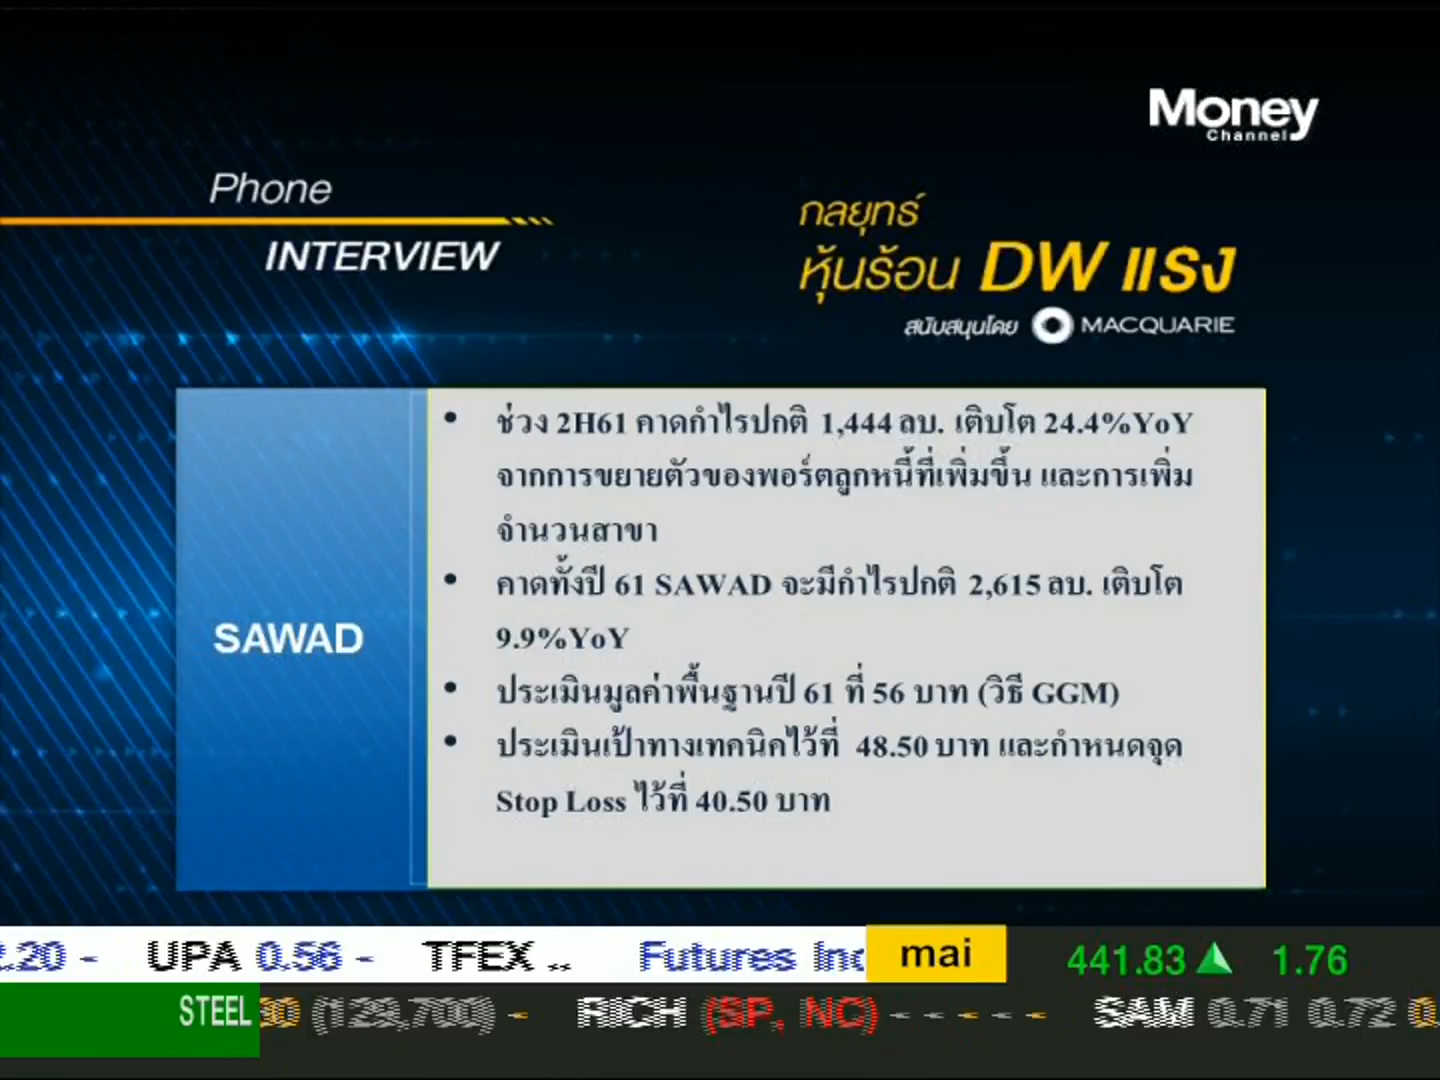 Money
Channel
Phone
INTERVIEW
กลยุทธ์
หุ้นร้อน DW แรง
สนับสนุนโดย MACQUARIE
SAWAD
• ช่วง 2H61 คาดกำไรปกติ 1,444 ลบ. เติบโต 24.4%YoY
จากการขยายตัวของพอร์ตลูกหนี้ที่เพิ่มขึ้น และการเพิ่ม
จำนวนสาขา
• คาดทั้งปี 61 SAWAD จะมีกำไรปกติ 2,615 ลบ. เติบโต
9.9%YoY
• ประเมินมูลค่าพื้นฐานปี 61 ที่ 56 บาท (วิธี GGM)
• ประเมินเป้าทางเทคนิคไว้ที่ 48.50 บาท และกำหนดจุด
Stop Loss ไว้ที่ 40.50 บาท
2.20 - UPA 0.56 - TFEX .. Futures Inc mai 441.83 1.76
STEEL 30 (129,700) - RICH (SP, NC) - - - - - SAM 0.71 0.72